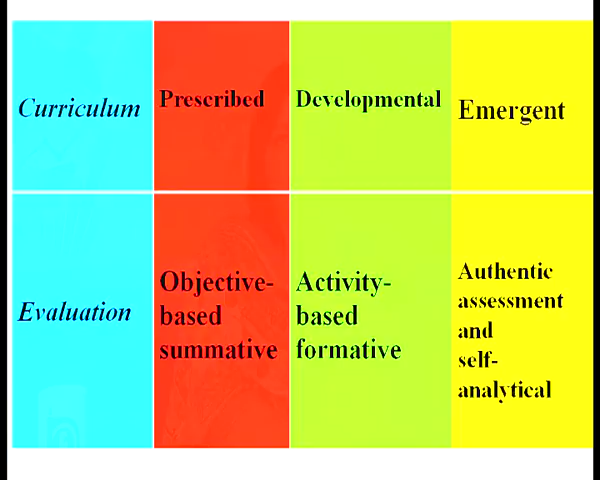 Curriculum
Prescribed
Developmental
Emergent
Evaluation
Objective-
based
summative
Activity-
based
formative
Authentic
assessment
and
self-
analytical